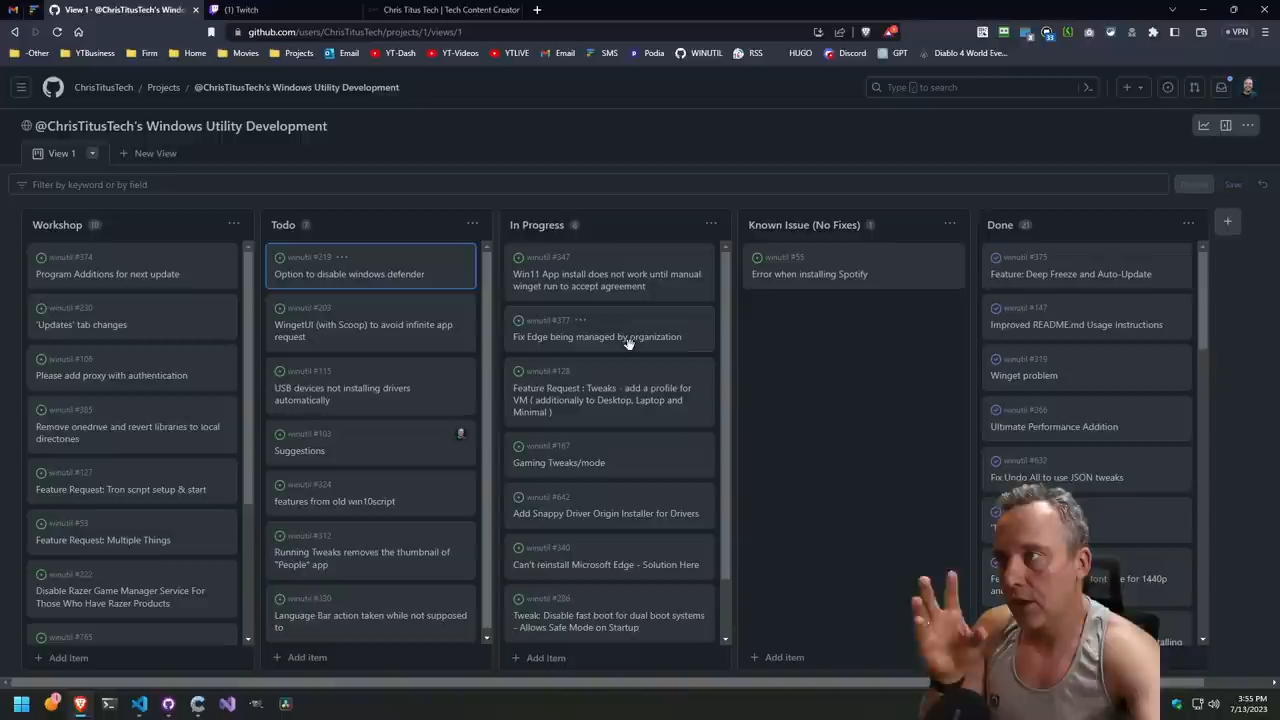 View 1 · @ChrisTitusTech's Window
(1) Twitch
Chris Titus Tech | Tech Content Creator
github.com/users/ChrisTitusTech/projects/1/views/1
VPN
-Other
YTBusiness
Firm
Home
Movies
Projects
Email
YT-Dash
YT-Videos
YTLIVE
Email
SMS
Podia
WINUTIL
RSS
HUGO
Discord
GPT
Diablo 4 World Eve...
ChrisTitusTech / Projects / @ChrisTitusTech's Windows Utility Development
Type / to search
@ChrisTitusTech's Windows Utility Development
View 1
New View
Filter by keyword or by field
Save
Workshop 10
winutil #374
Program Additions for next update
winutil #230
'Updates' tab changes
winutil #106
Please add proxy with authentication
winutil #385
Remove onedrive and revert libraries to local
directories
winutil #127
Feature Request: Tron script setup & start
winutil #53
Feature Request: Multiple Things
winutil #222
Disable Razer Game Manager Service For
Those Who Have Razer Products
winutil #765
Add Item
Todo 7
winutil #219
Option to disable windows defender
winutil #203
WingetUI (with Scoop) to avoid infinite app
request
winutil #115
USB devices not installing drivers
automatically
winutil #103
Suggestions
winutil #324
features from old win10script
winutil #312
Running Tweaks removes the thumbnail of
"People" app
winutil #330
Language Bar action taken while not supposed
to
Add item
In Progress
winutil #347
Win11 App install does not work until manual
winget run to accept agreement
winutil #377
Fix Edge being managed by organization
winutil #128
Feature Request : Tweaks - add a profile for
VM ( additionally to Desktop, Laptop and
Minimal )
winutil #167
Gaming Tweaks/mode
winutil #642
Add Snappy Driver Origin Installer for Drivers
winutil #340
Can't reinstall Microsoft Edge - Solution Here
winutil #286
Tweak: Disable fast boot for dual boot systems
- Allows Safe Mode on Startup
Add item
Known Issue (No Fixes) 1
winutil #55
Error when installing Spotify
Add item
Done 21
winutil #375
Feature: Deep Freeze and Auto-Update
winutil #147
Improved README.md Usage Instructions
winutil #319
Winget problem
winutil #366
Ultimate Performance Addition
winutil #632
Fix Undo All to use JSON tweaks
for 1440p
3:55 PM
7/13/2023